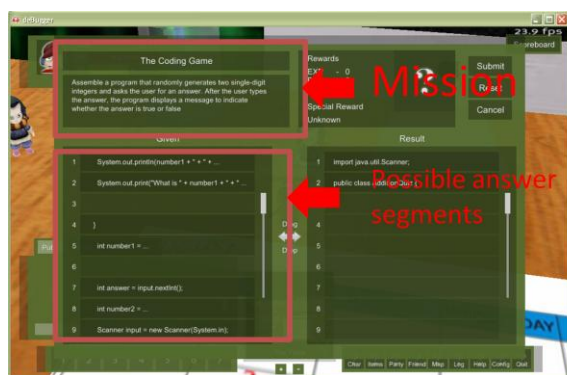 deBugger
23.9 fps
Scoreboard
The Coding Game
Assemble a program that randomly generates two single-digit
integers and asks the user for an answer. After the user types
the answer, the program displays a message to indicate
whether the answer is true or false
Rewards
EXP - 0
Special Reward
Unknown
Submit
Reset
Cancel
Mission
Given
Result
1 System.out.println(number1 + " + " + ...
2 System.out.print("What is " + number1 + " + " ...
3
4 }
5 int number1 = ...
6
7 int answer = input.nextInt();
8 int number2 = ...
9 Scanner input = new Scanner(System.in);
Drag
Drop
1 import java.util.Scanner;
2 public class AdditionQuiz {
4
5
6
7
8
9
Possible answer
segments
DAY
Char Items Party Friend Map Log Help Config Quit